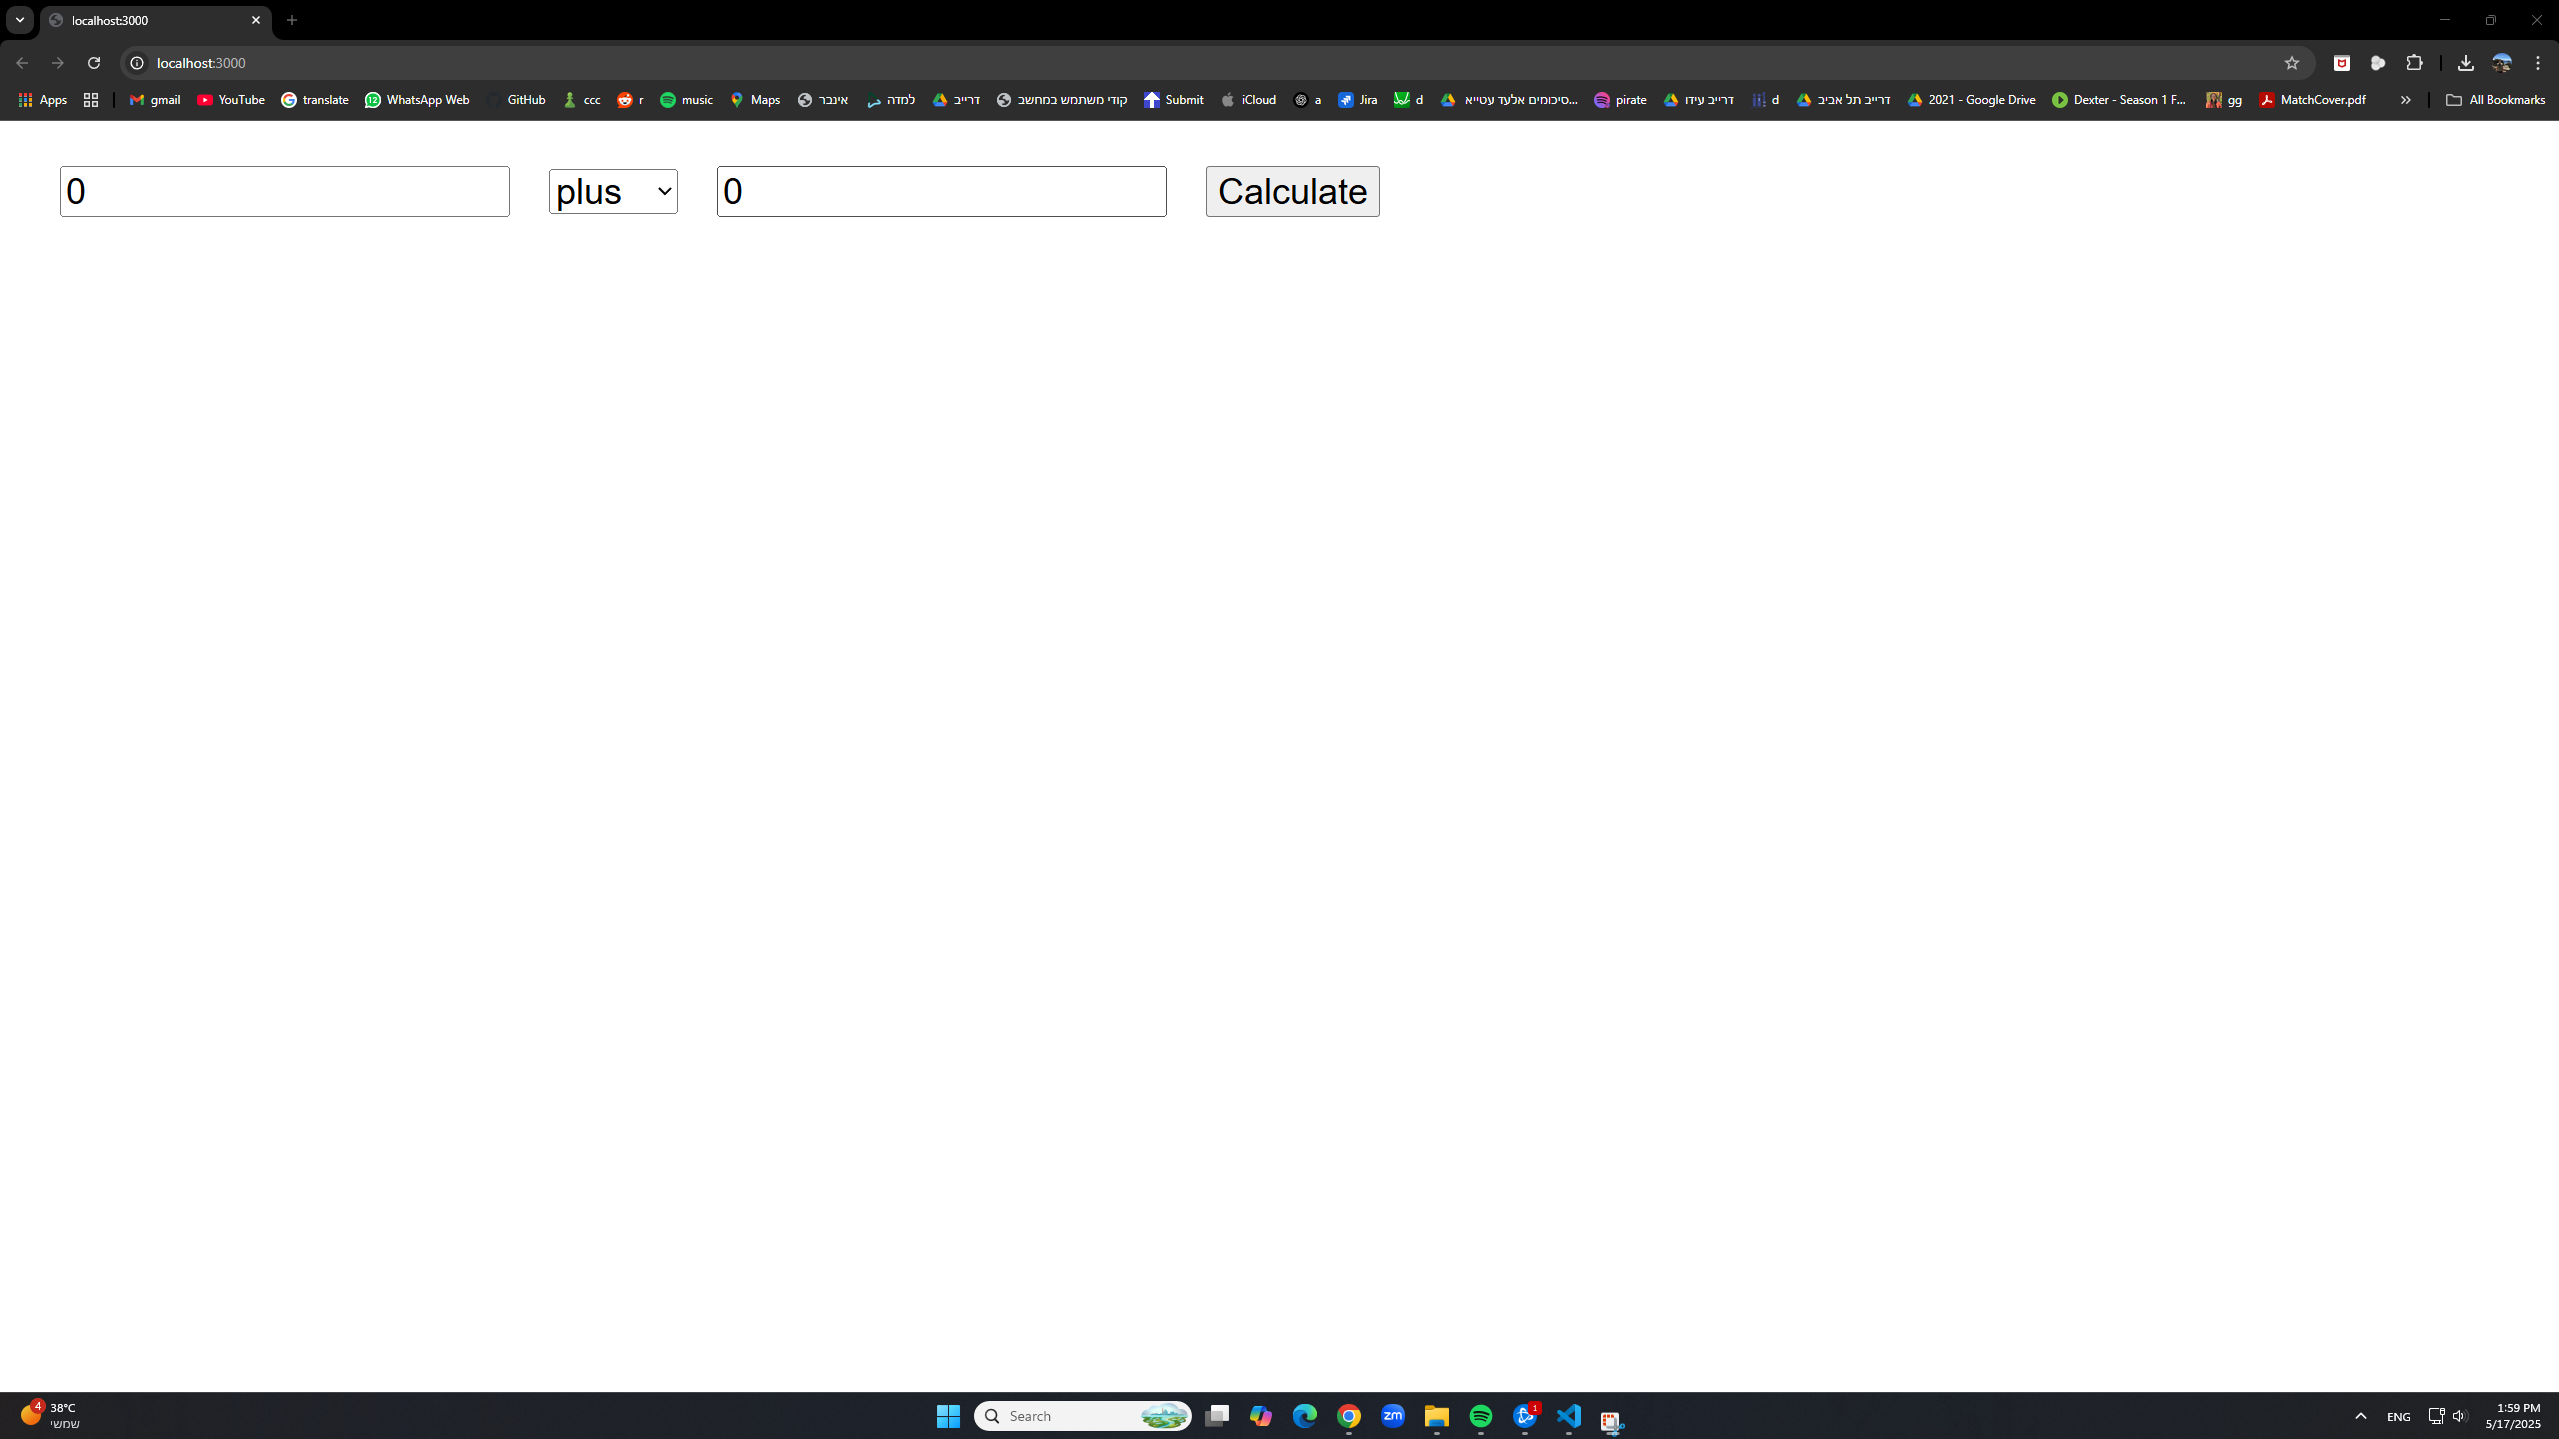 localhost:3000
localhost:3000
Apps gmail YouTube translate WhatsApp Web GitHub ccc r music Maps אינבר למדה דרייב קודי משתמש במחשב Submit iCloud a Jira d סיכומים אלעד עטייא... pirate דרייב עידו d דרייב תל אביב 2021 - Google Drive Dexter - Season 1 F... gg MatchCover.pdf » All Bookmarks
0 plus 0 Calculate
4 38°C
שמשי
Search
zm
1
ENG
1:59 PM
5/17/2025